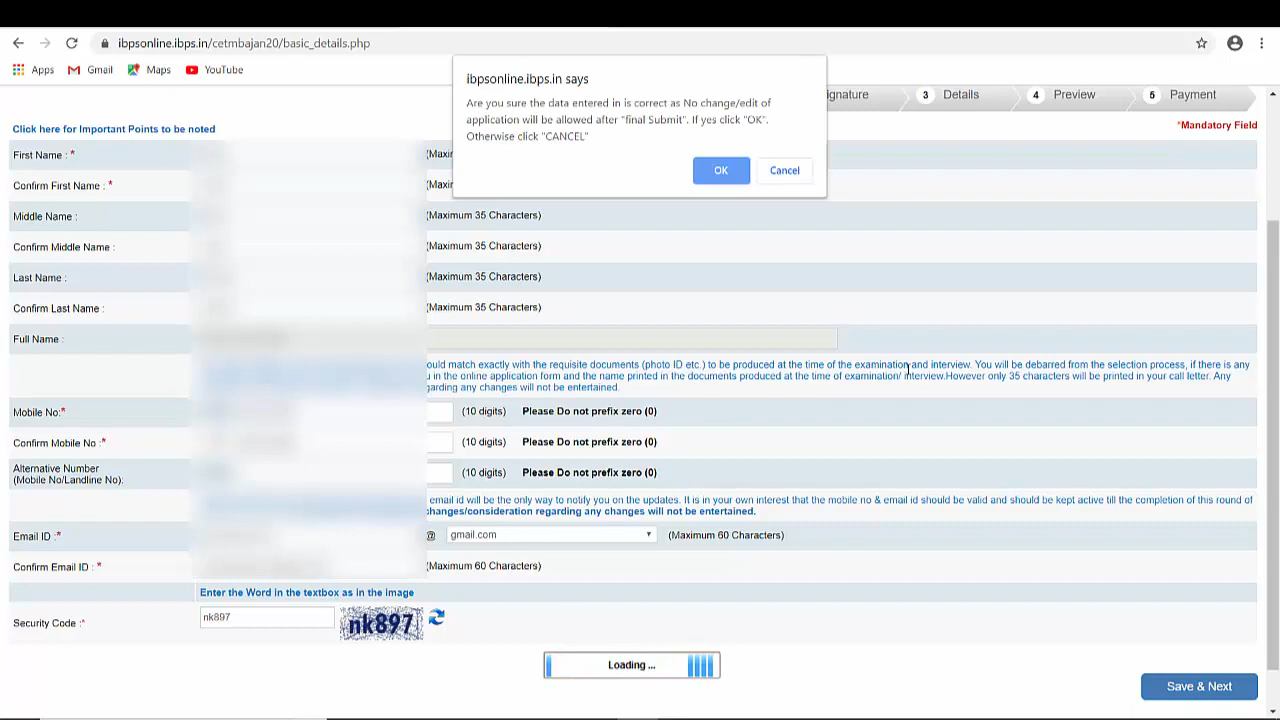 ibpsonline.ibps.in/cetmbajan20/basic_details.php
Apps Gmail Maps YouTube
ibpsonline.ibps.in says
Are you sure the data entered in is correct as No change/edit of
application will be allowed after "final Submit". If yes click "OK".
Otherwise click "CANCEL"
OK Cancel
3 Details 4 Preview 5 Payment
Click here for Important Points to be noted
*Mandatory Field
First Name : *
Confirm First Name : *
Middle Name : (Maximum 35 Characters)
Confirm Middle Name : (Maximum 35 Characters)
Last Name : (Maximum 35 Characters)
Confirm Last Name : (Maximum 35 Characters)
Full Name :
match exactly with the requisite documents (photo ID etc.) to be produced at the time of the examination and interview. You will be debarred from the selection process, if there is any
in the online application form and the name printed in the documents produced at the time of examination/ interview.However only 35 characters will be printed in your call letter. Any
any changes will not be entertained.
Mobile No:* (10 digits) Please Do not prefix zero (0)
Confirm Mobile No :* (10 digits) Please Do not prefix zero (0)
Alternative Number
(Mobile No/Landline No): (10 digits) Please Do not prefix zero (0)
email id will be the only way to notify you on the updates. It is in your own interest that the mobile no & email id should be valid and should be kept active till the completion of this round of
changes/consideration regarding any changes will not be entertained.
Email ID :* @ gmail.com (Maximum 60 Characters)
Confirm Email ID : * (Maximum 60 Characters)
Enter the Word in the textbox as in the image
Security Code :* nk897 nk897
Loading ...
Save & Next